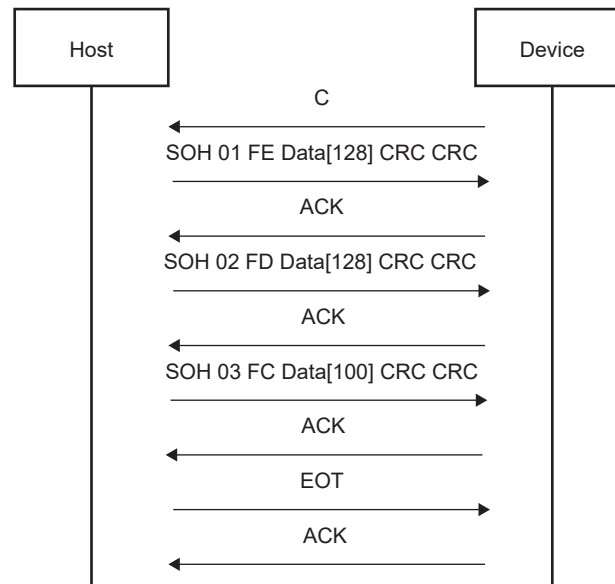 Host
Device
C
SOH 01 FE Data[128] CRC CRC
ACK
SOH 02 FD Data[128] CRC CRC
ACK
SOH 03 FC Data[100] CRC CRC
ACK
EOT
ACK